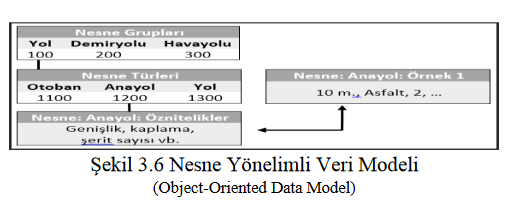 Nesne Grupları
Yol Demiryolu Havayolu
100 200 300
Nesne Türleri
Otoban Anayol Yol
1100 1200 1300
Nesne: Anayol: Öznitelikler
Genişlik, kaplama,
şerit sayısı vb.
Nesne: Anayol: Örnek 1
10 m., Asfalt, 2, ...
Şekil 3.6 Nesne Yönelimli Veri Modeli
(Object-Oriented Data Model)